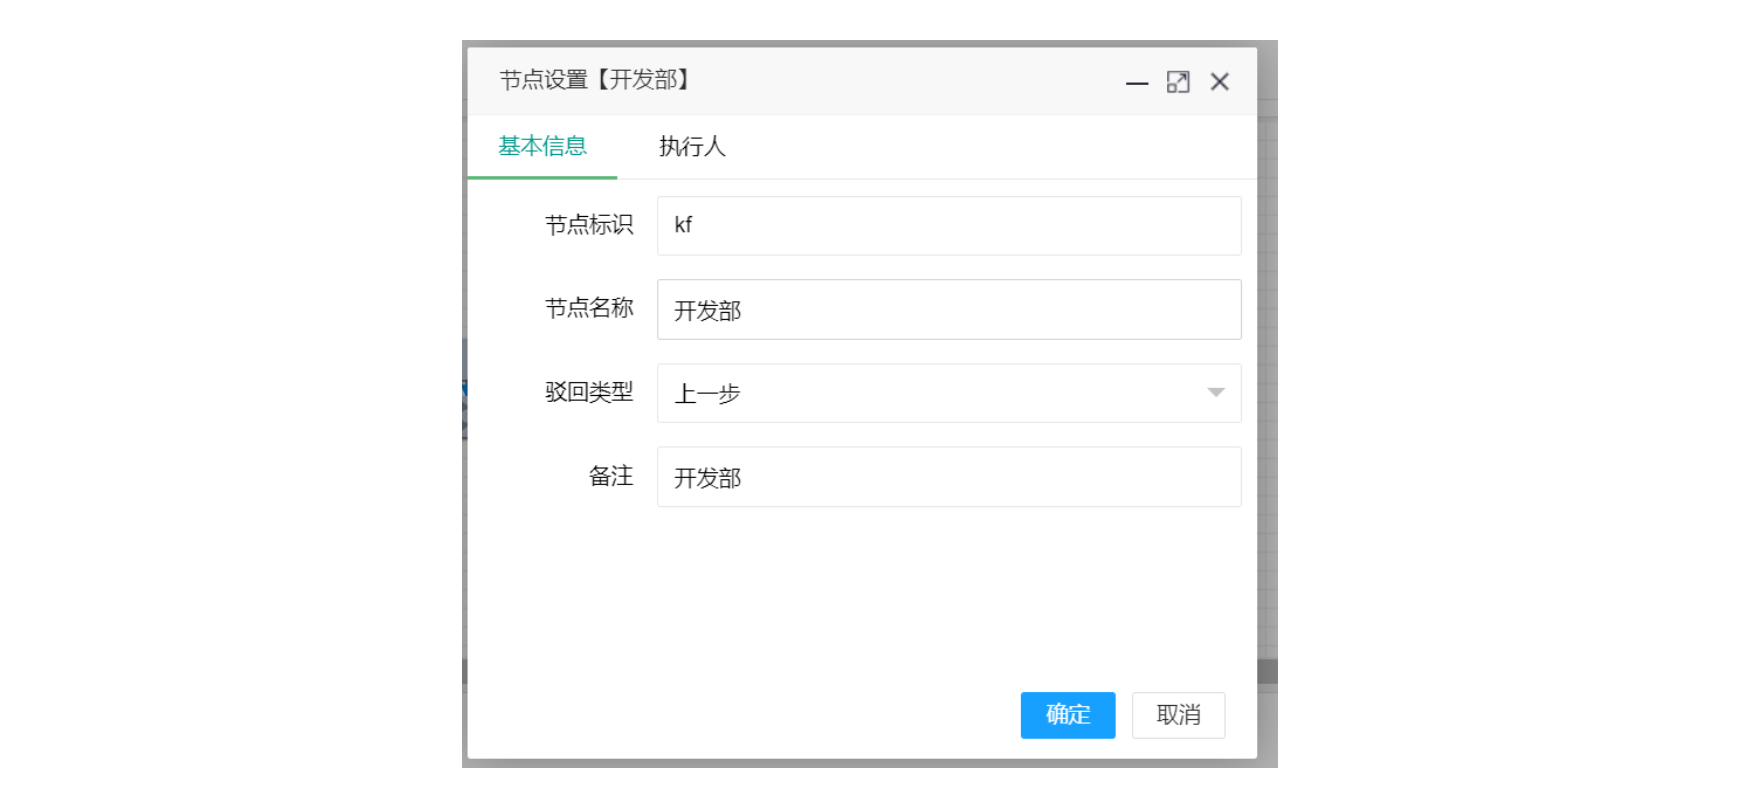 节点设置【开发部】
基本信息 执行人
节点标识 kf
节点名称 开发部
驳回类型 上一步
备注 开发部
确定 取消